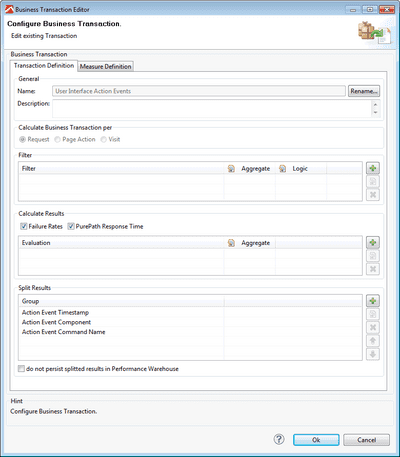 Business Transaction Editor
Configure Business Transaction.
Edit existing Transaction
Business Transaction
Transaction Definition Measure Definition
General
Name: User Interface Action Events Rename...
Description:
Calculate Business Transaction per
Request Page Action Visit
Filter
Filter Aggregate Logic
Calculate Results
Failure Rates PurePath Response Time
Evaluation Aggregate
Split Results
Group
Action Event Timestamp
Action Event Component
Action Event Command Name
do not persist splitted results in Performance Warehouse
Hint
Configure Business Transaction.
? Ok Cancel